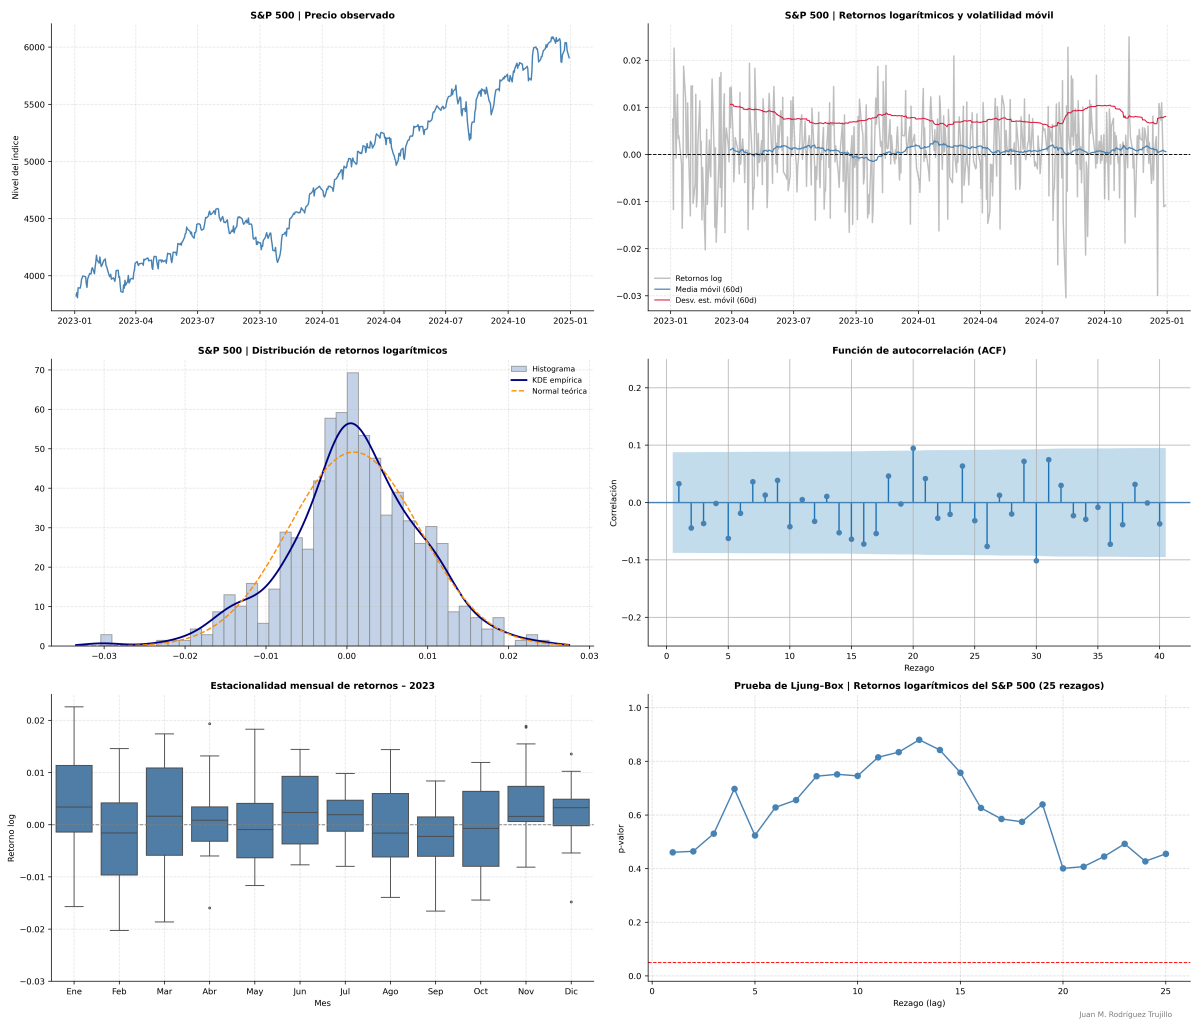 S&P 500 | Precio observado
Nivel del índice
6000
5500
5000
4500
4000
2023-01 2023-04 2023-07 2023-10 2024-01 2024-04 2024-07 2024-10 2025-01
S&P 500 | Retornos logarítmicos y volatilidad móvil
0.02
0.01
0.00
−0.01
−0.02
−0.03
Retornos log
Media móvil (60d)
Desv. est. móvil (60d)
2023-01 2023-04 2023-07 2023-10 2024-01 2024-04 2024-07 2024-10 2025-01
S&P 500 | Distribución de retornos logarítmicos
Histograma
KDE empírica
Normal teórica
70
60
50
40
30
20
10
0
−0.03 −0.02 −0.01 0.00 0.01 0.02 0.03
Función de autocorrelación (ACF)
Correlación
0.2
0.1
0.0
−0.1
−0.2
0 5 10 15 20 25 30 35 40
Rezago
Estacionalidad mensual de retornos – 2023
Retorno log
0.02
0.01
0.00
−0.01
−0.02
−0.03
Ene Feb Mar Abr May Jun Jul Ago Sep Oct Nov Dic
Mes
Prueba de Ljung–Box | Retornos logarítmicos del S&P 500 (25 rezagos)
p-valor
1.0
0.8
0.6
0.4
0.2
0.0
0 5 10 15 20 25
Rezago (lag)
Juan M. Rodríguez Trujillo